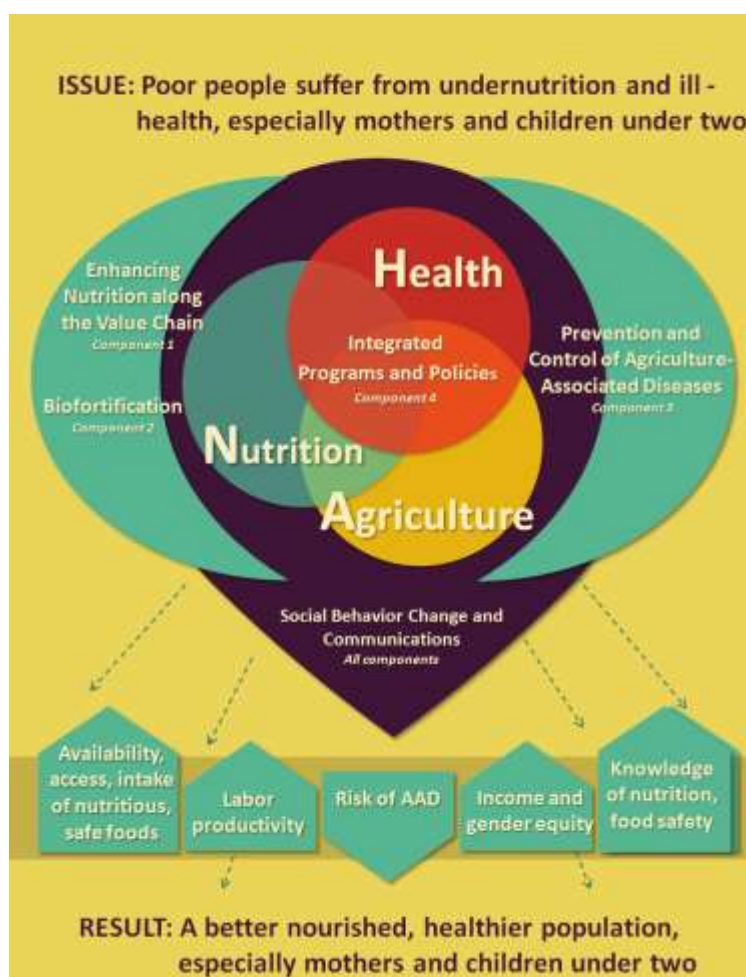 ISSUE: Poor people suffer from undernutrition and ill -
health, especially mothers and children under two
Enhancing
Nutrition along
the Value Chain
Component 1
Biofortification
Component 2
Health
Integrated
Programs and Policies
Component 4
Nutrition
Agriculture
Prevention and
Control of Agriculture-
Associated Diseases
Component 3
Social Behavior Change and
Communications
All components
Availability,
access, intake
of nutritious,
safe foods
Labor
productivity
Risk of AAD
Income and
gender equity
Knowledge
of nutrition,
food safety
RESULT: A better nourished, healthier population,
especially mothers and children under two